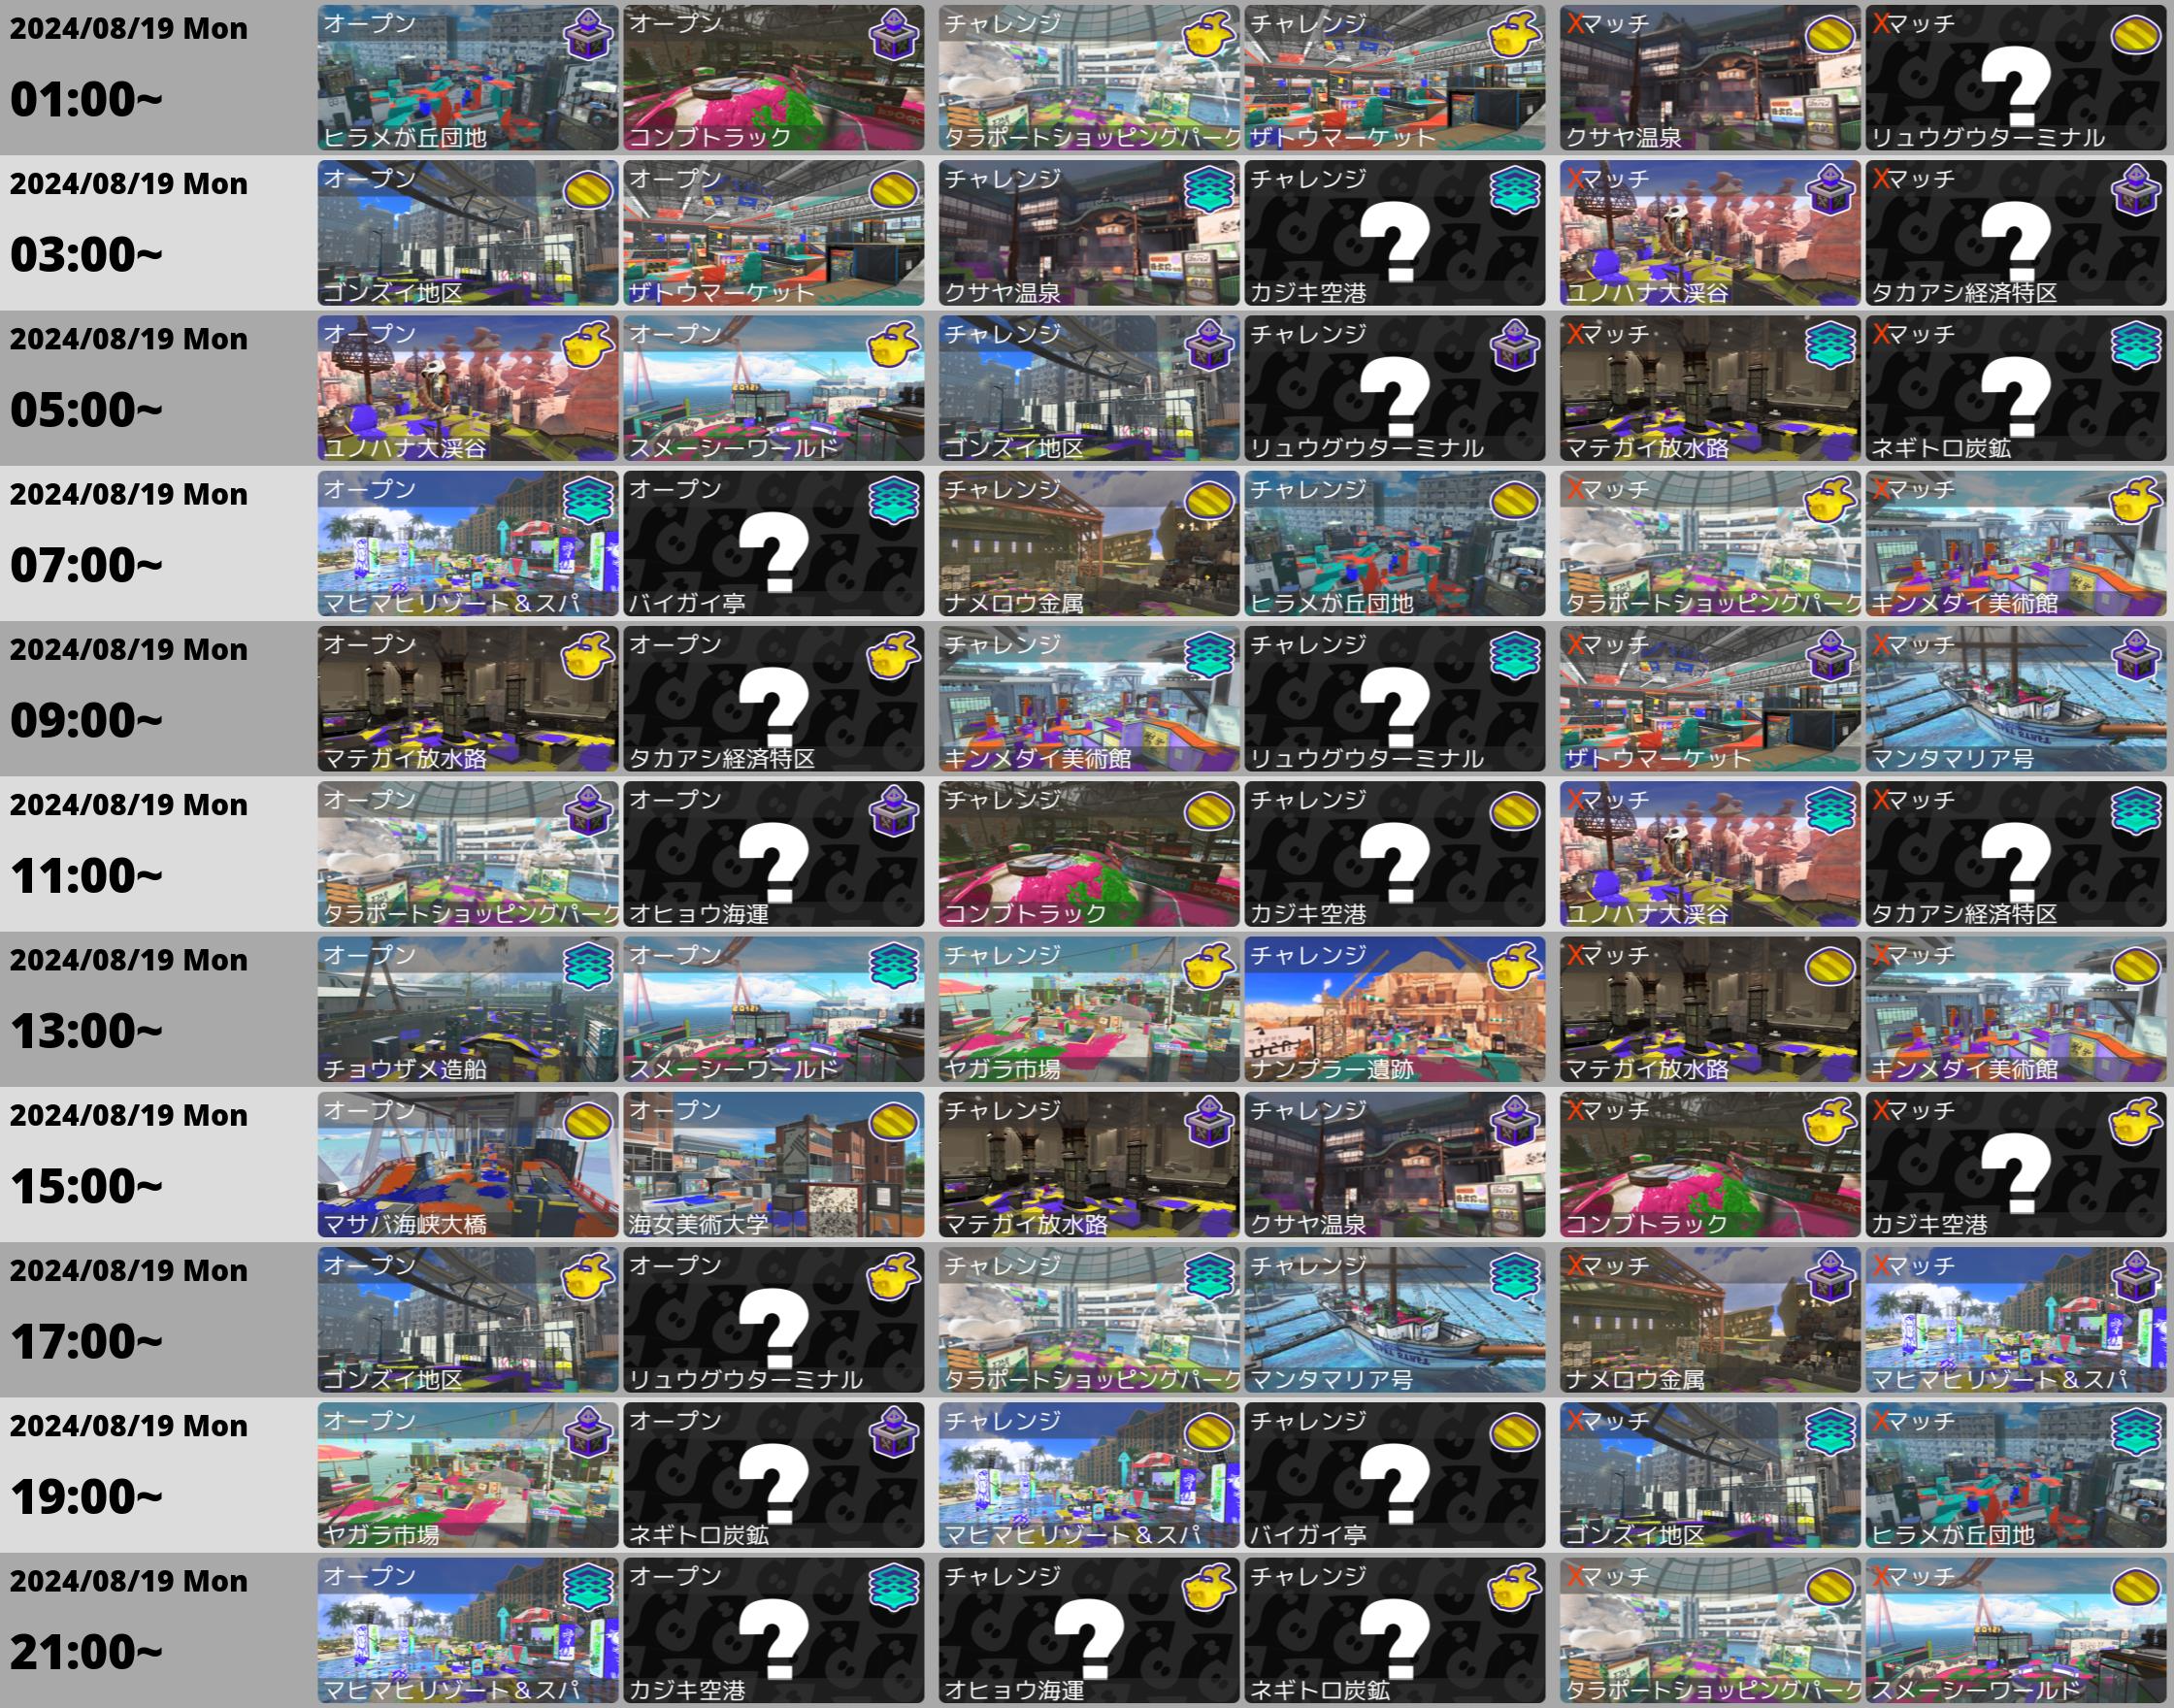 2024/08/19 Mon
01:00~
オープン
ヒラメが丘団地
オープン
コンブトラック
チャレンジ
タラポートショッピングパーク
チャレンジ
ザトウマーケット
Xマッチ
クサヤ温泉
Xマッチ
リュウグウターミナル
2024/08/19 Mon
03:00~
オープン
ゴンズイ地区
オープン
ザトウマーケット
チャレンジ
クサヤ温泉
チャレンジ
カジキ空港
Xマッチ
ユノハナ大渓谷
Xマッチ
タカアシ経済特区
2024/08/19 Mon
05:00~
オープン
ユノハナ大渓谷
オープン
スメーシーワールド
チャレンジ
ゴンズイ地区
チャレンジ
リュウグウターミナル
Xマッチ
マテガイ放水路
Xマッチ
ネギトロ炭鉱
2024/08/19 Mon
07:00~
オープン
マヒマヒリゾート＆スパ
オープン
バイガイ亭
チャレンジ
ナメロウ金属
チャレンジ
ヒラメが丘団地
Xマッチ
タラポートショッピングパーク
Xマッチ
キンメダイ美術館
2024/08/19 Mon
09:00~
オープン
マテガイ放水路
オープン
タカアシ経済特区
チャレンジ
キンメダイ美術館
チャレンジ
リュウグウターミナル
Xマッチ
ザトウマーケット
Xマッチ
マンタマリア号
2024/08/19 Mon
11:00~
オープン
タラポートショッピングパーク
オープン
オヒョウ海運
チャレンジ
コンブトラック
チャレンジ
カジキ空港
Xマッチ
ユノハナ大渓谷
Xマッチ
タカアシ経済特区
2024/08/19 Mon
13:00~
オープン
チョウザメ造船
オープン
スメーシーワールド
チャレンジ
ヤガラ市場
チャレンジ
ナンプラー遺跡
Xマッチ
マテガイ放水路
Xマッチ
キンメダイ美術館
2024/08/19 Mon
15:00~
オープン
マサバ海峡大橋
オープン
海女美術大学
チャレンジ
マテガイ放水路
チャレンジ
クサヤ温泉
Xマッチ
コンブトラック
Xマッチ
カジキ空港
2024/08/19 Mon
17:00~
オープン
ゴンズイ地区
オープン
リュウグウターミナル
チャレンジ
タラポートショッピングパーク
チャレンジ
マンタマリア号
Xマッチ
ナメロウ金属
Xマッチ
マヒマヒリゾート＆スパ
2024/08/19 Mon
19:00~
オープン
ヤガラ市場
オープン
ネギトロ炭鉱
チャレンジ
マヒマヒリゾート＆スパ
チャレンジ
バイガイ亭
Xマッチ
ゴンズイ地区
Xマッチ
ヒラメが丘団地
2024/08/19 Mon
21:00~
オープン
マヒマヒリゾート＆スパ
オープン
カジキ空港
チャレンジ
オヒョウ海運
チャレンジ
ネギトロ炭鉱
Xマッチ
タラポートショッピングパーク
Xマッチ
スメーシーワールド